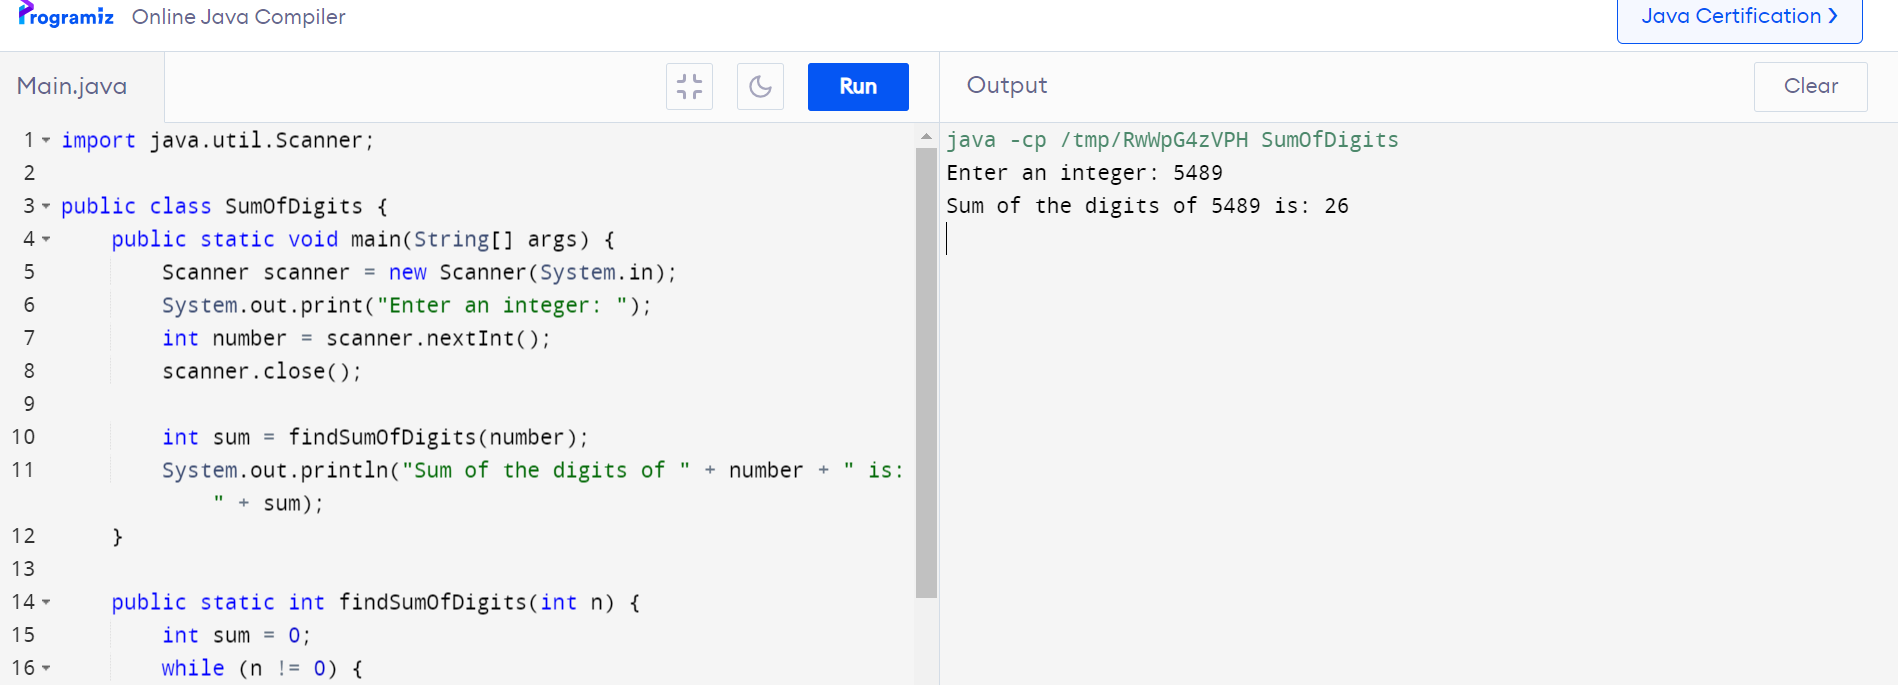 Programiz Online Java Compiler
Java Certification ❯
Main.java
Run
Output
Clear
1 import java.util.Scanner;
2
3 public class SumOfDigits {
4     public static void main(String[] args) {
5         Scanner scanner = new Scanner(System.in);
6         System.out.print("Enter an integer: ");
7         int number = scanner.nextInt();
8         scanner.close();
9
10         int sum = findSumOfDigits(number);
11         System.out.println("Sum of the digits of " + number + " is:
            " + sum);
12     }
13
14     public static int findSumOfDigits(int n) {
15         int sum = 0;
16         while (n != 0) {
java -cp /tmp/RwWpG4zVPH SumOfDigits
Enter an integer: 5489
Sum of the digits of 5489 is: 26